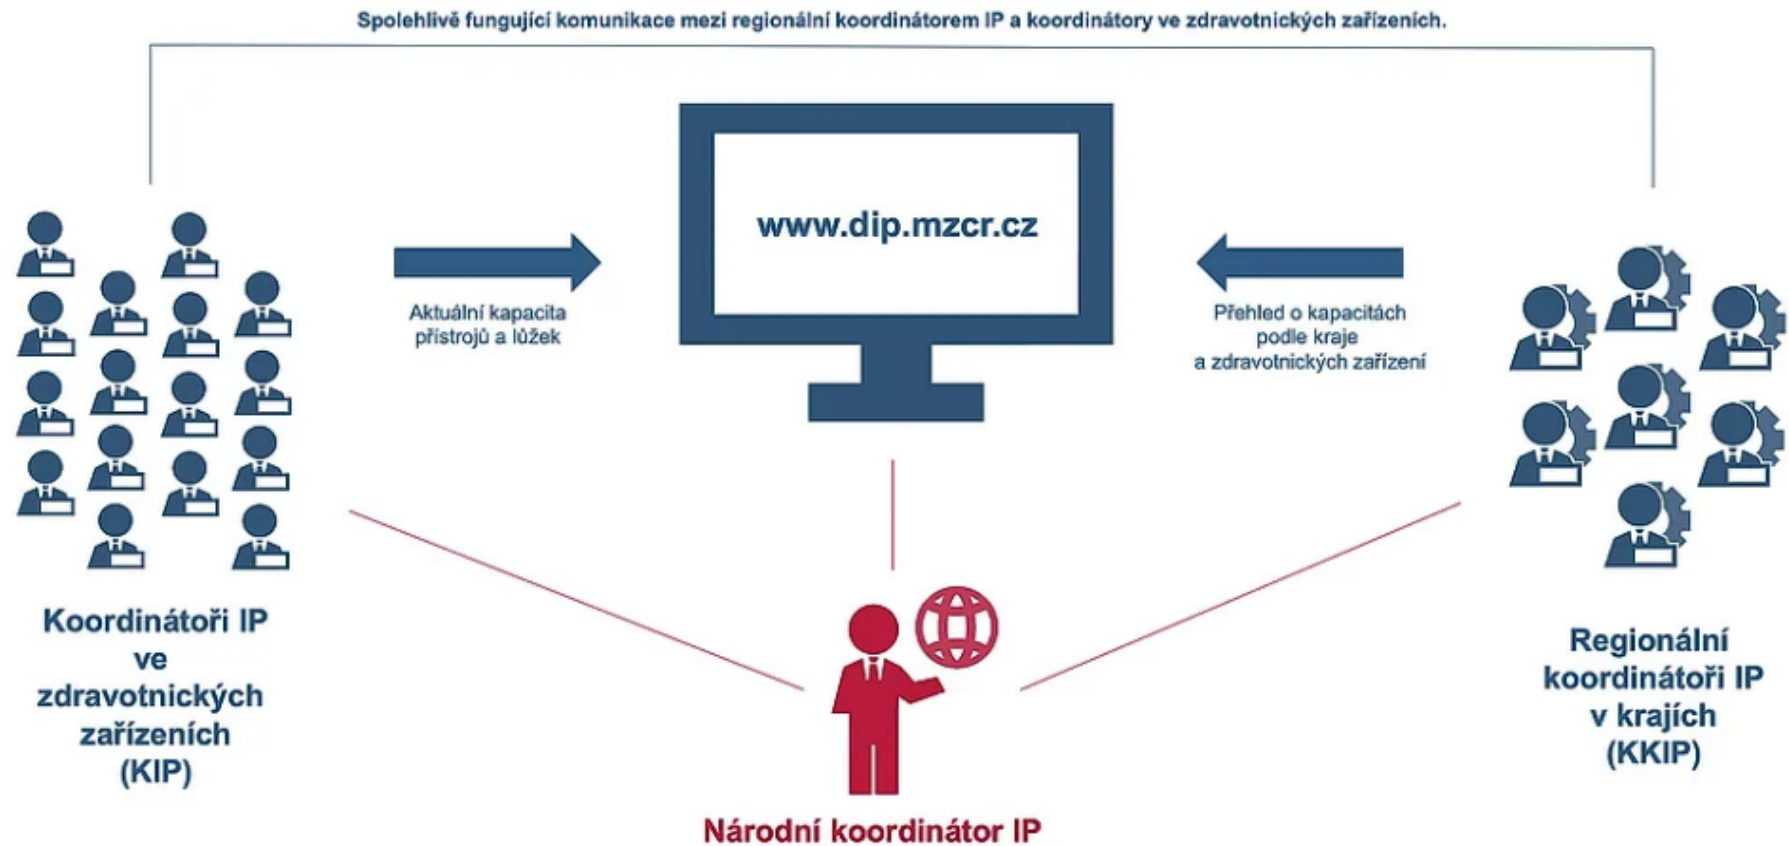 Spolehlivě fungující komunikace mezi regionální koordinátorem IP a koordinátory ve zdravotnických zařízeních.
www.dip.mzcr.cz
Aktuální kapacita
přístrojů a lůžek
Přehled o kapacitách
podle kraje
a zdravotnických zařízení
Koordinátoři IP
ve
zdravotnických
zařízeních
(KIP)
Regionální
koordinátoři IP
v krajích
(KKIP)
Národní koordinátor IP